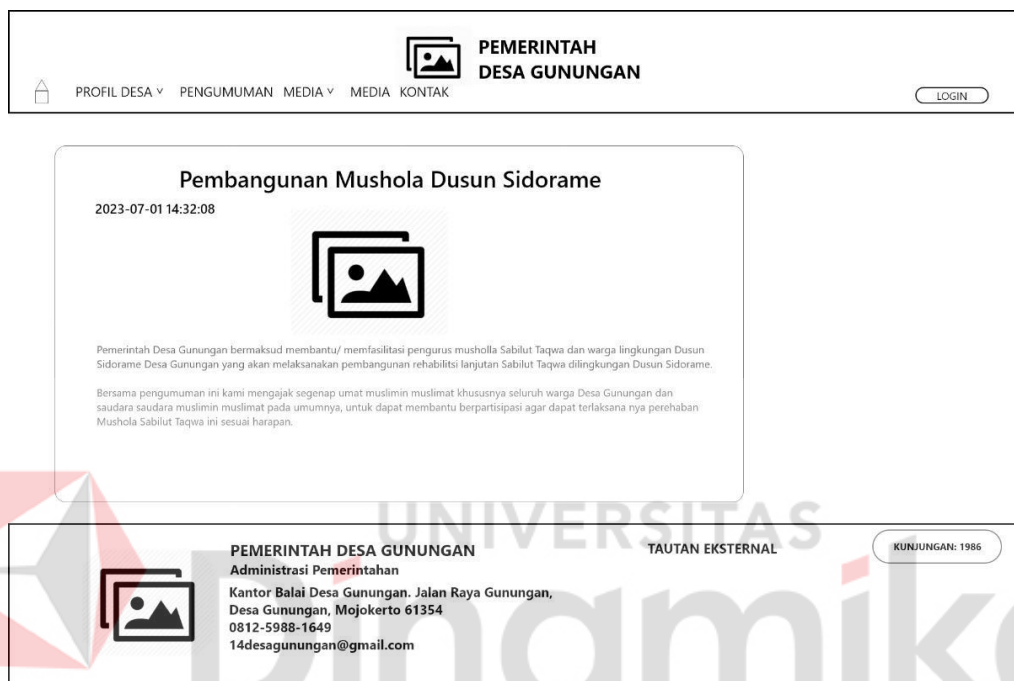 PEMERINTAH
DESA GUNUNGAN
PROFIL DESA ˅ PENGUMUMAN MEDIA ˅ MEDIA KONTAK
LOGIN
Pembangunan Mushola Dusun Sidorame
2023-07-01 14:32:08
Pemerintah Desa Gunungan bermaksud membantu/ memfasilitasi pengurus musholla Sabilut Taqwa dan warga lingkungan Dusun
Sidorame Desa Gunungan yang akan melaksanakan pembangunan rehabilitsi lanjutan Sabilut Taqwa dilingkungan Dusun Sidorame.
Bersama pengumuman ini kami mengajak segenap umat muslimin muslimat khususnya seluruh warga Desa Gunungan dan
saudara saudara muslimin muslimat pada umumnya, untuk dapat membantu berpartisipasi agar dapat terlaksana nya perehaban
Mushola Sabilut Taqwa ini sesuai harapan.
UNIVERSITAS
Dinamika
PEMERINTAH DESA GUNUNGAN
Administrasi Pemerintahan
Kantor Balai Desa Gunungan. Jalan Raya Gunungan,
Desa Gunungan, Mojokerto 61354
0812-5988-1649
14desagunungan@gmail.com
TAUTAN EKSTERNAL
KUNJUNGAN: 1986